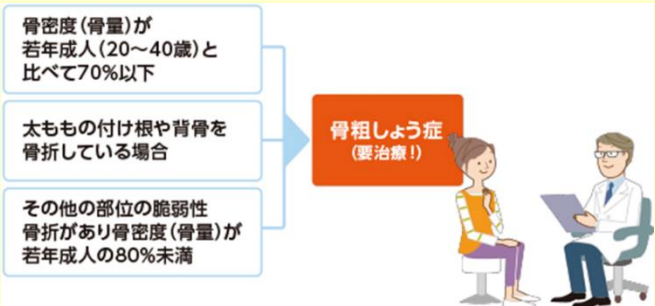 骨密度(骨量)が
若年成人(20〜40歳)と
比べて70%以下
太ももの付け根や背骨を
骨折している場合
その他の部位の脆弱性
骨折があり骨密度(骨量)が
若年成人の80%未満
骨粗しょう症
(要治療!)